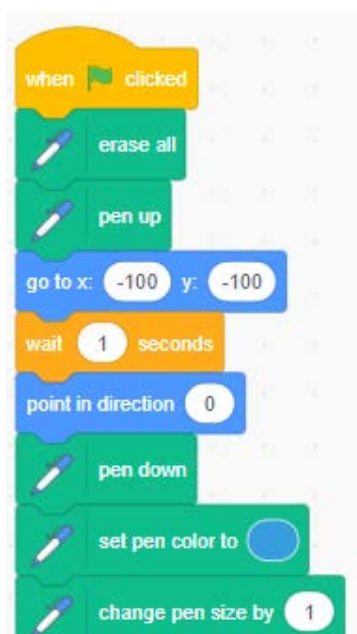 when clicked
erase all
pen up
go to x: -100 y: -100
wait 1 seconds
point in direction 0
pen down
set pen color to
change pen size by 1